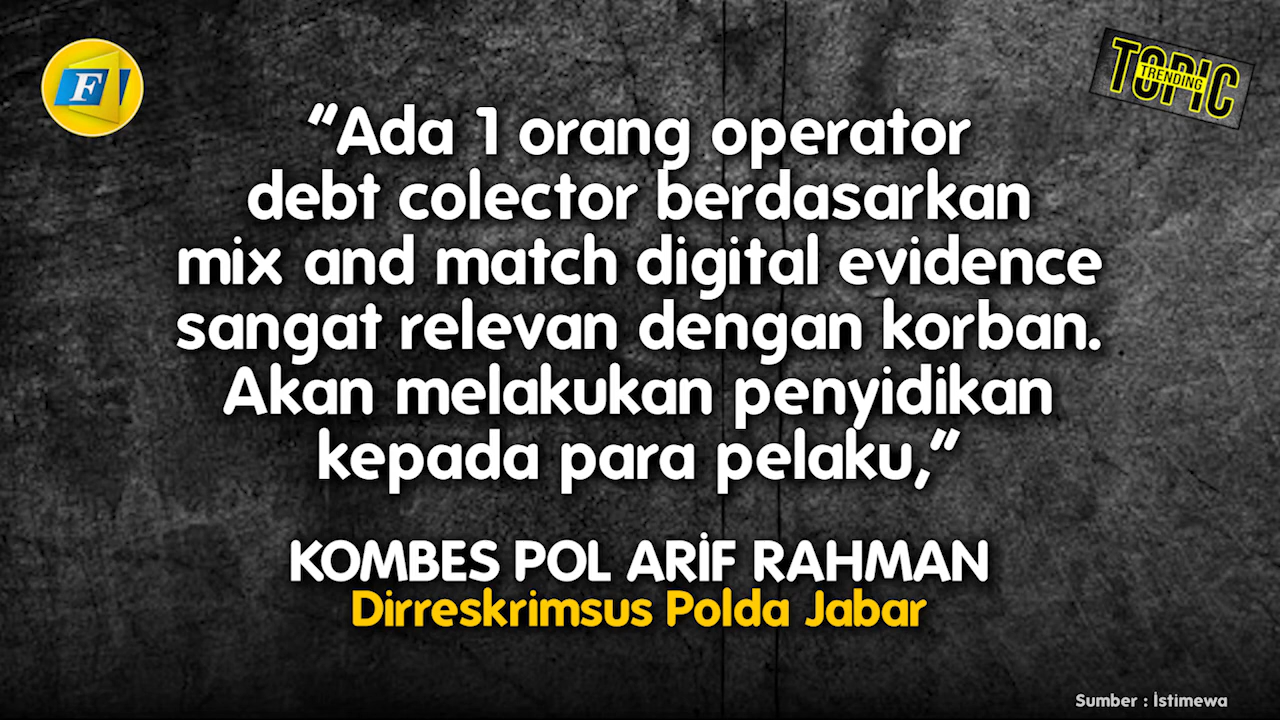 F
TOPIC
TRENDING
"Ada 1 orang operator
debt colector berdasarkan
mix and match digital evidence
sangat relevan dengan korban.
Akan melakukan penyidikan
kepada para pelaku,"
KOMBES POL ARİF RAHMAN
Dirreskrimsus Polda Jabar
Sumber : İstimewa